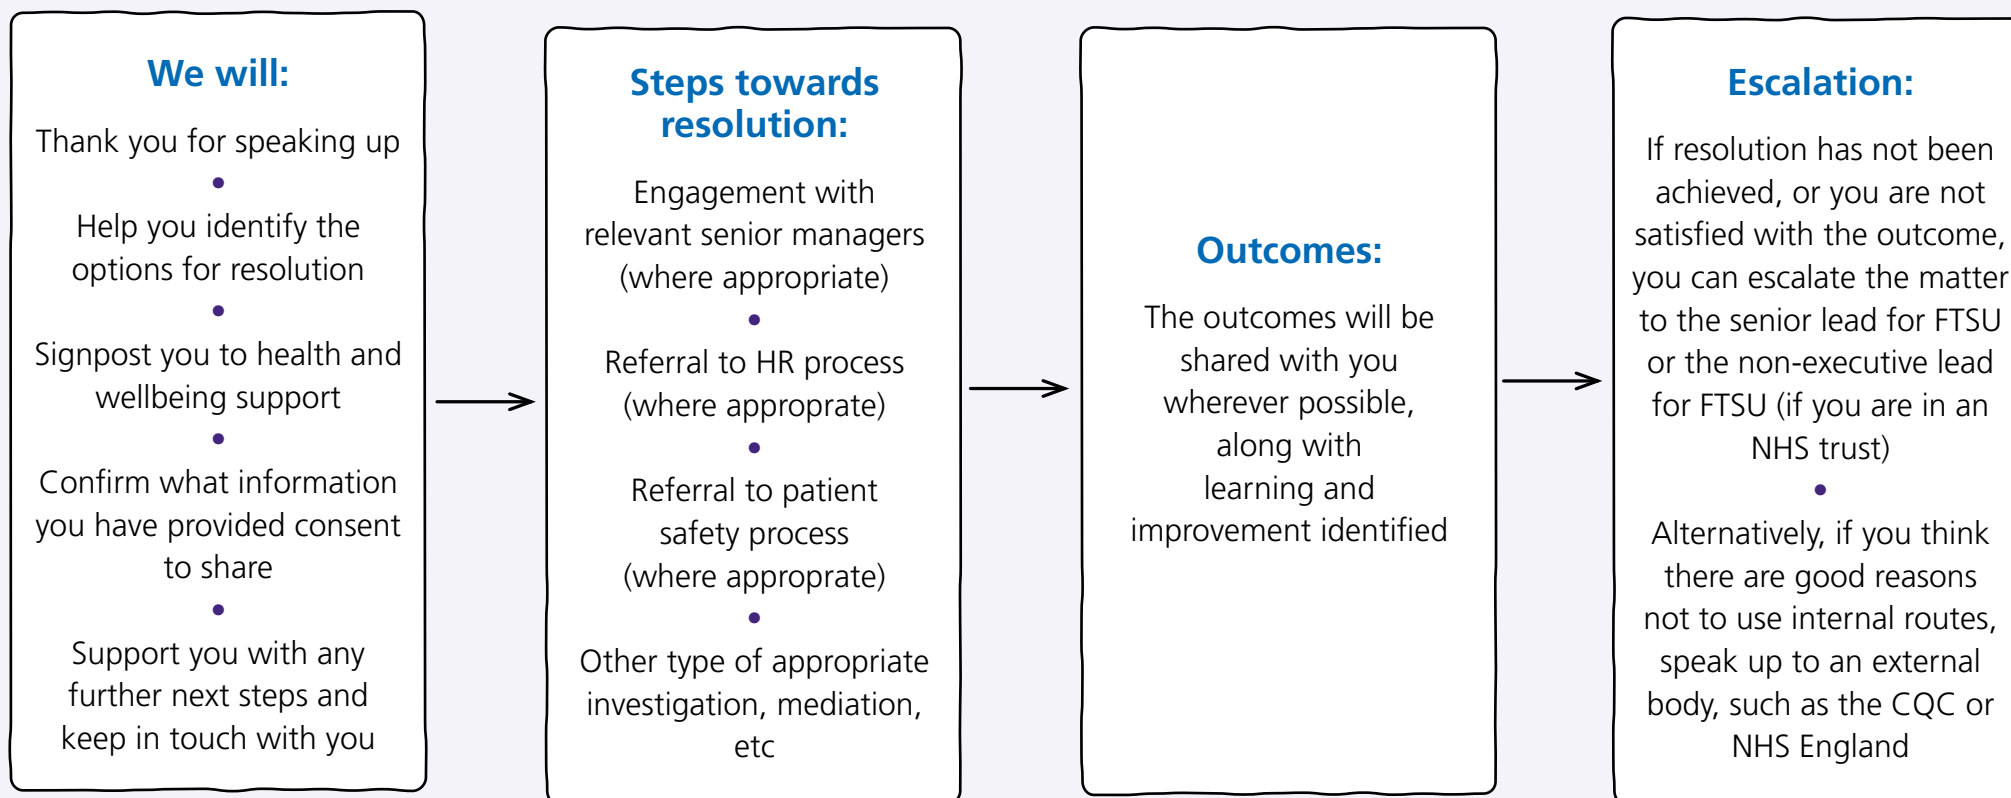 We will:
Thank you for speaking up
•
Help you identify the
options for resolution
•
Signpost you to health and
wellbeing support
•
Confirm what information
you have provided consent
to share
•
Support you with any
further next steps and
keep in touch with you
Steps towards
resolution:
Engagement with
relevant senior managers
(where appropriate)
•
Referral to HR process
(where approprate)
•
Referral to patient
safety process
(where approprate)
•
Other type of appropriate
investigation, mediation,
etc
Outcomes:
The outcomes will be
shared with you
wherever possible,
along with
learning and
improvement identified
Escalation:
If resolution has not been
achieved, or you are not
satisfied with the outcome,
you can escalate the matter
to the senior lead for FTSU
or the non-executive lead
for FTSU (if you are in an
NHS trust)
•
Alternatively, if you think
there are good reasons
not to use internal routes,
speak up to an external
body, such as the CQC or
NHS England